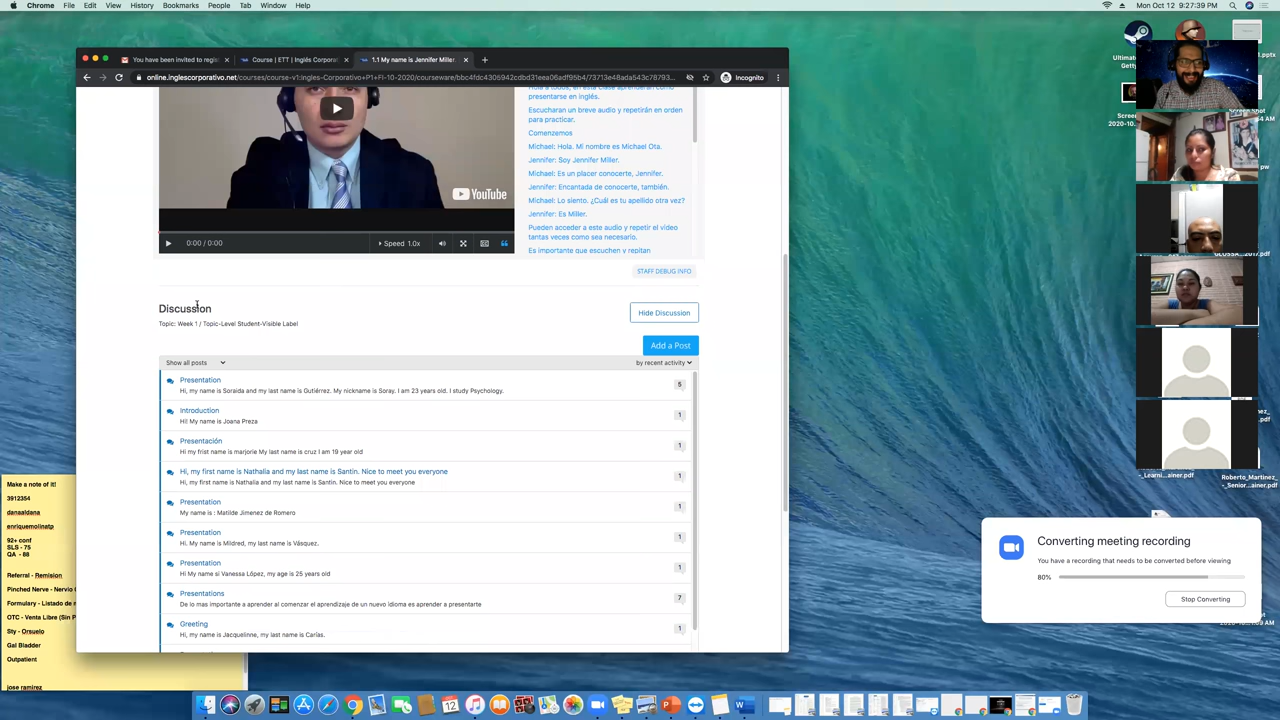 Chrome File Edit View History Bookmarks People Tab Window Help
Mon Oct 12 9:27:39 PM
You have been invited to regis
Course | ETT | Inglés Corporati
1.1 My name is Jennifer Miller.
online.inglescorporativo.net/courses/course-v1:Ingles-Corporativo+P1+FI-10-2020/courseware/bbc4fdc4305942cdbd31eea06adf95b4/73713e48ada543c78793...
Incognito
presentarse en inglés.
Escucharan un breve audio y repetirán en orden
para practicar.
Comenzemos
Michael: Hola. Mi nombre es Michael Ota.
Jennifer: Soy Jennifer Miller.
Michael: Es un placer conocerte, Jennifer.
Jennifer: Encantada de conocerte, también.
Michael: Lo siento. ¿Cuál es tu apellido otra vez?
Jennifer: Es Miller.
Pueden acceder a este audio y repetir el video
tantas veces como sea necesario.
Es importante que escuchen y repitan
YouTube
0:00 / 0:00
Speed 1.0x
STAFF DEBUG INFO
Discussion
Hide Discussion
Topic: Week 1 / Topic-Level Student-Visible Label
Add a Post
Show all posts
by recent activity
Presentation
5
Hi, my name is Soraida and my last name is Gutiérrez. My nickname is Soray. I am 23 years old. I study Psychology.
Introduction
1
Hi! My name is Joana Preza
Presentación
1
Hi my frist name is marjorie My last name is cruz I am 19 year old
Hi, my first name is Nathalia and my last name is Santin. Nice to meet you everyone
1
Hi, my first name is Nathalia and my last name is Santin. Nice to meet you everyone
Presentation
1
My name is : Matilde Jimenez de Romero
Presentation
1
Hi. My name is Mildred, my last name is Vásquez.
Presentation
1
Hi My name si Vanessa López, my age is 25 years old
Presentations
7
De lo mas importante a aprender al comenzar el aprendizaje de un nuevo idioma es aprender a presentarte
Greeting
1
Hi, my name is Jacquelinne, my last name is Carías.
Make a note of it!
3912354
dansaldana
enriquemolinatp
92+ conf
SLS - 75
QA - 88
Referral - Remision
Pinched Nerve - Nervio
Formulary - Listado de
OTC - Venta Libre (Sin P
Sty - Orsuelo
Gal Bladder
Outpatient
jose ramirez
Ultimate
Converting meeting recording
You have a recording that needs to be converted before viewing
80%
Stop Converting
Roberto_Martinez_
-_Senior...ainer.pdf
-_Learni...ainer.pdf